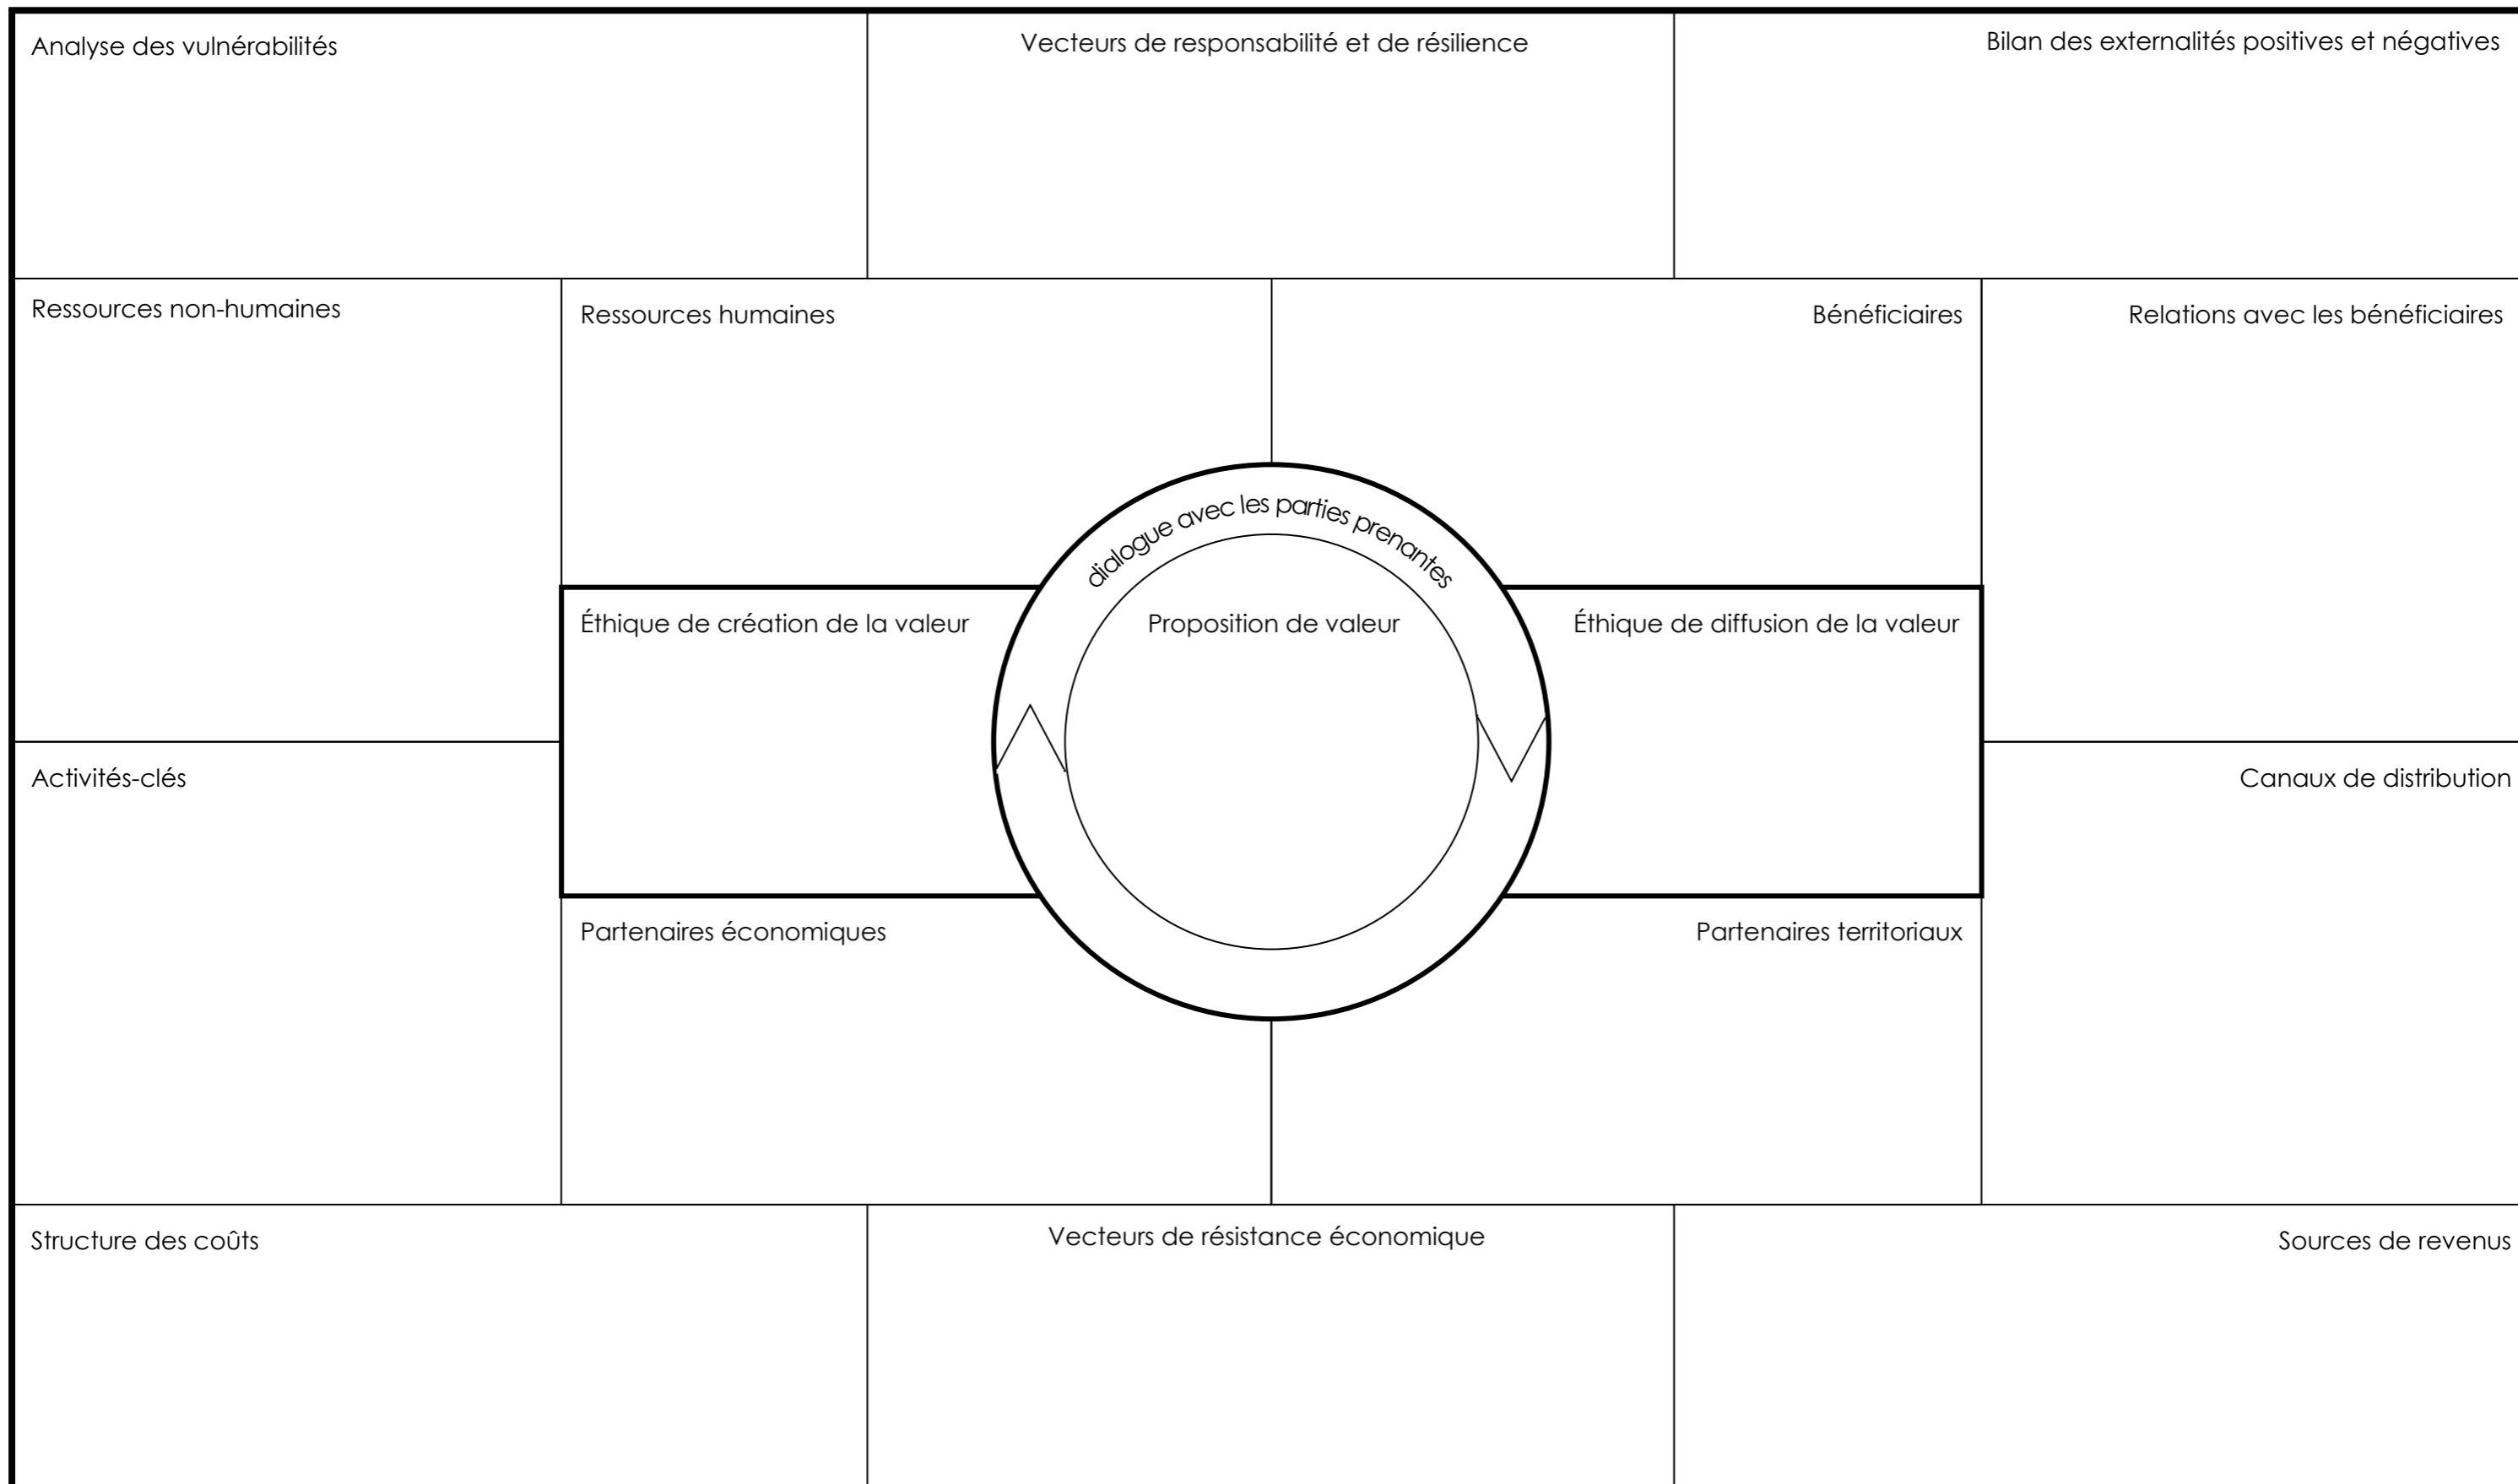 Analyse des vulnérabilités
Vecteurs de responsabilité et de résilience
Bilan des externalités positives et négatives
Ressources non-humaines
Ressources humaines
Bénéficiaires
Relations avec les bénéficiaires
dialogue avec les parties prenantes
Éthique de création de la valeur
Proposition de valeur
Éthique de diffusion de la valeur
Activités-clés
Canaux de distribution
Partenaires économiques
Partenaires territoriaux
Structure des coûts
Vecteurs de résistance économique
Sources de revenus